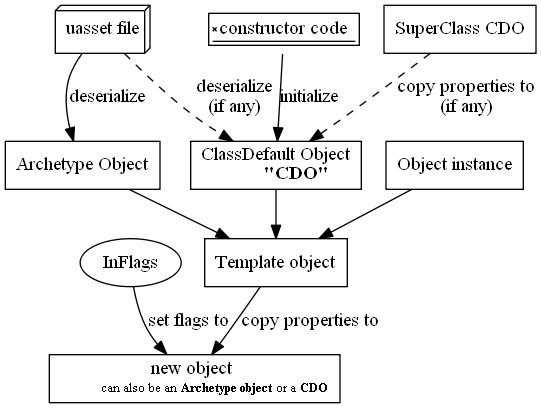 uasset file
×constructor code
SuperClass CDO
deserialize
deserialize
(if any)
initialize
copy properties to
(if any)
Archetype Object
ClassDefault Object
"CDO"
Object instance
InFlags
Template object
set flags to
copy properties to
new object
can also be an Archetype object or a CDO